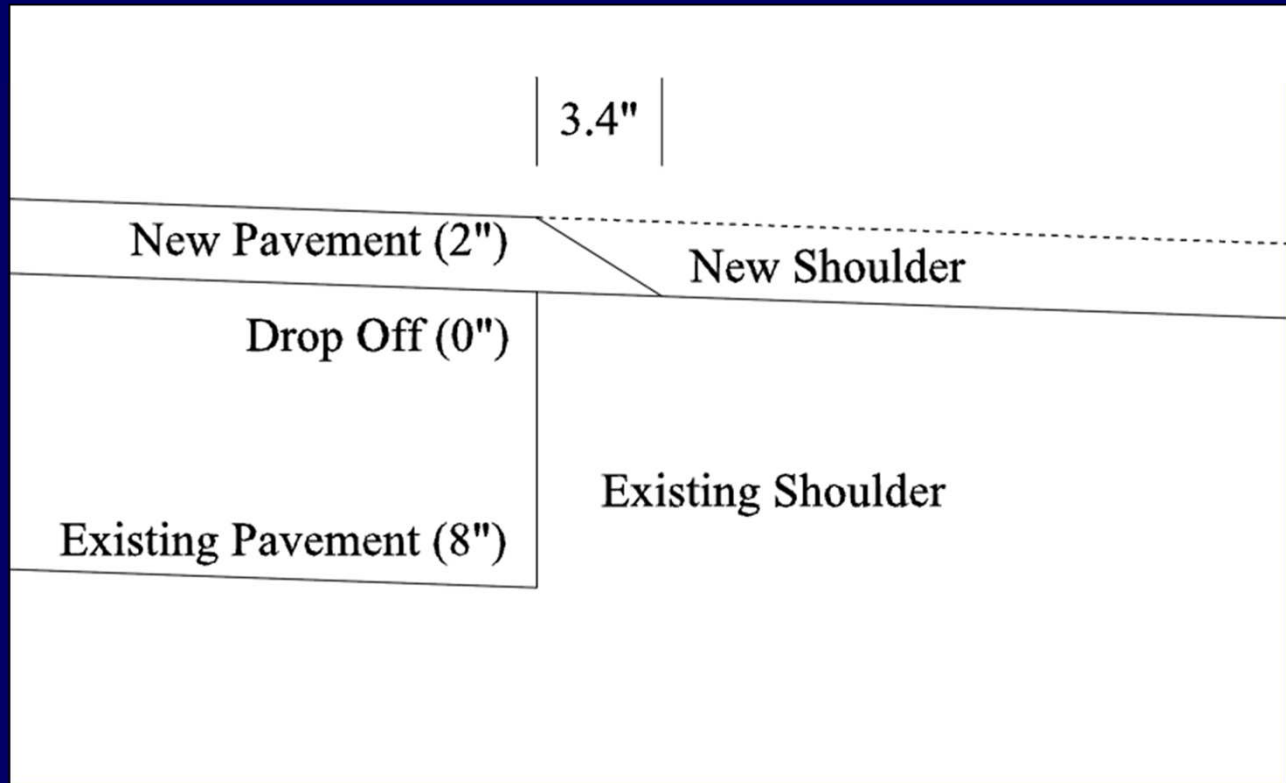 3.4"
New Pavement (2")
New Shoulder
Drop Off (0")
Existing Shoulder
Existing Pavement (8")